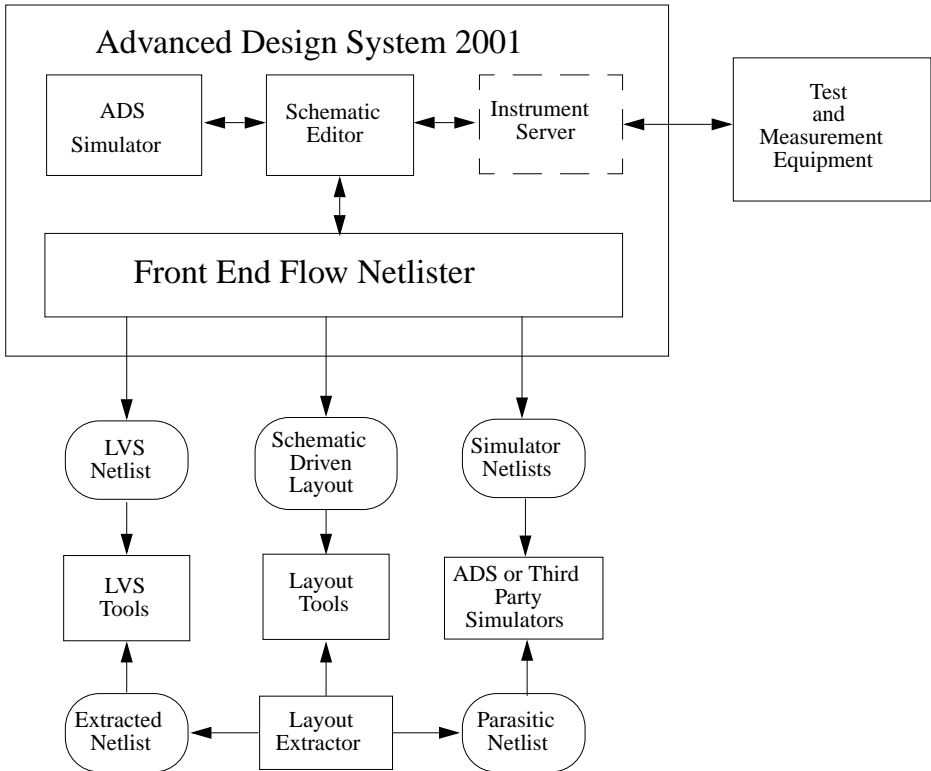 Advanced Design System 2001
ADS
Simulator
Schematic
Editor
Instrument
Server
Test
and
Measurement
Equipment
Front End Flow Netlister
LVS
Netlist
Schematic
Driven
Layout
Simulator
Netlists
LVS
Tools
Layout
Tools
ADS or Third
Party
Simulators
Extracted
Netlist
Layout
Extractor
Parasitic
Netlist